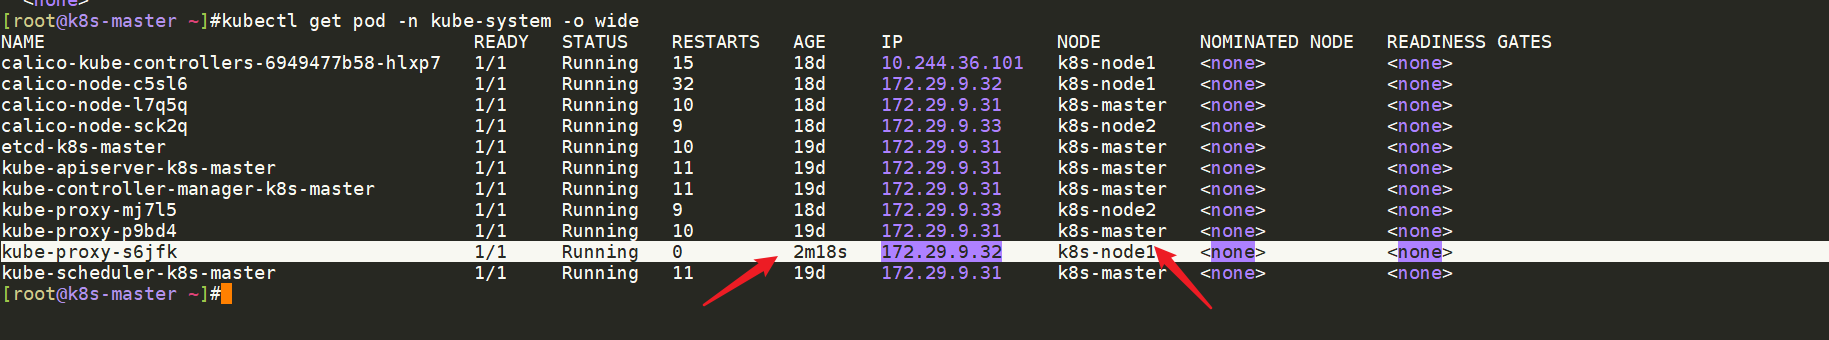 <none>
[root@k8s-master ~]#kubectl get pod -n kube-system -o wide
NAME READY STATUS RESTARTS AGE IP NODE NOMINATED NODE READINESS GATES
calico-kube-controllers-6949477b58-hlxp7 1/1 Running 15 18d 10.244.36.101 k8s-node1 <none> <none>
calico-node-c5sl6 1/1 Running 32 18d 172.29.9.32 k8s-node1 <none> <none>
calico-node-l7q5q 1/1 Running 10 18d 172.29.9.31 k8s-master <none> <none>
calico-node-sck2q 1/1 Running 9 18d 172.29.9.33 k8s-node2 <none> <none>
etcd-k8s-master 1/1 Running 10 19d 172.29.9.31 k8s-master <none> <none>
kube-apiserver-k8s-master 1/1 Running 11 19d 172.29.9.31 k8s-master <none> <none>
kube-controller-manager-k8s-master 1/1 Running 11 19d 172.29.9.31 k8s-master <none> <none>
kube-proxy-mj7l5 1/1 Running 9 18d 172.29.9.33 k8s-node2 <none> <none>
kube-proxy-p9bd4 1/1 Running 10 19d 172.29.9.31 k8s-master <none> <none>
kube-proxy-s6jfk 1/1 Running 0 2m18s 172.29.9.32 k8s-node1 <none> <none>
kube-scheduler-k8s-master 1/1 Running 11 19d 172.29.9.31 k8s-master <none> <none>
[root@k8s-master ~]#